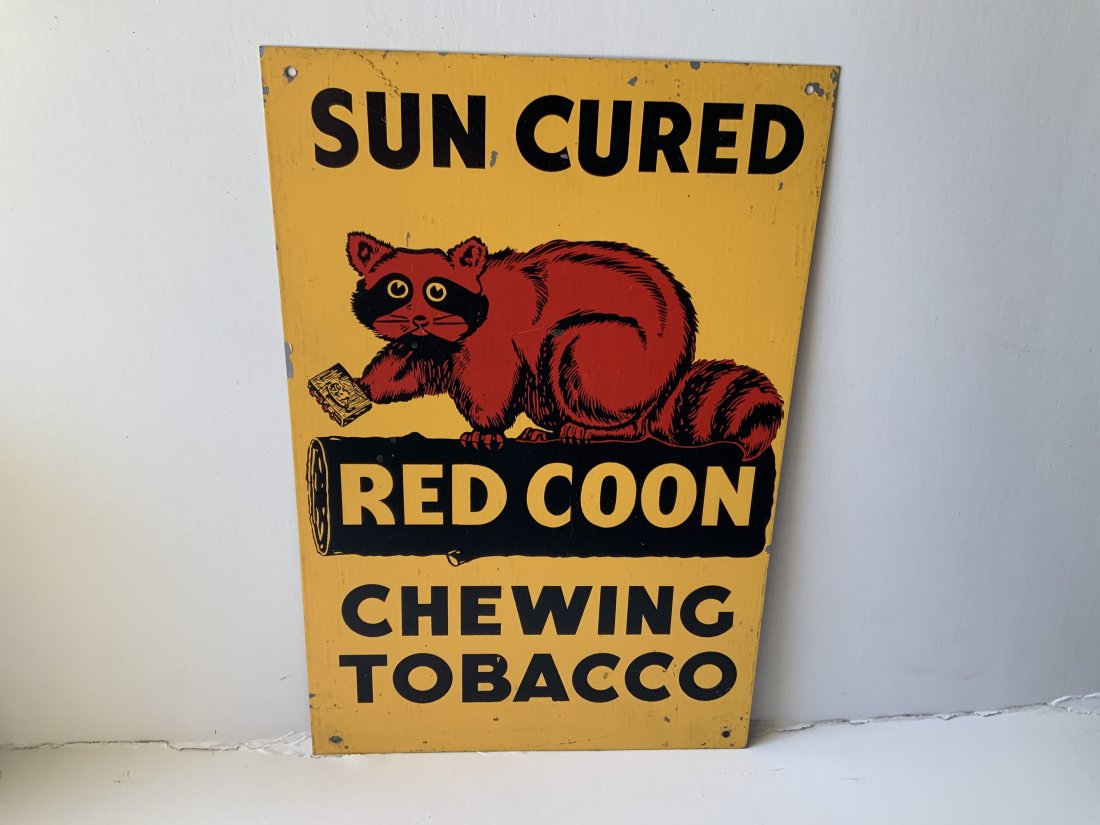 SUN CURED
RED COON
CHEWING
TOBACCO